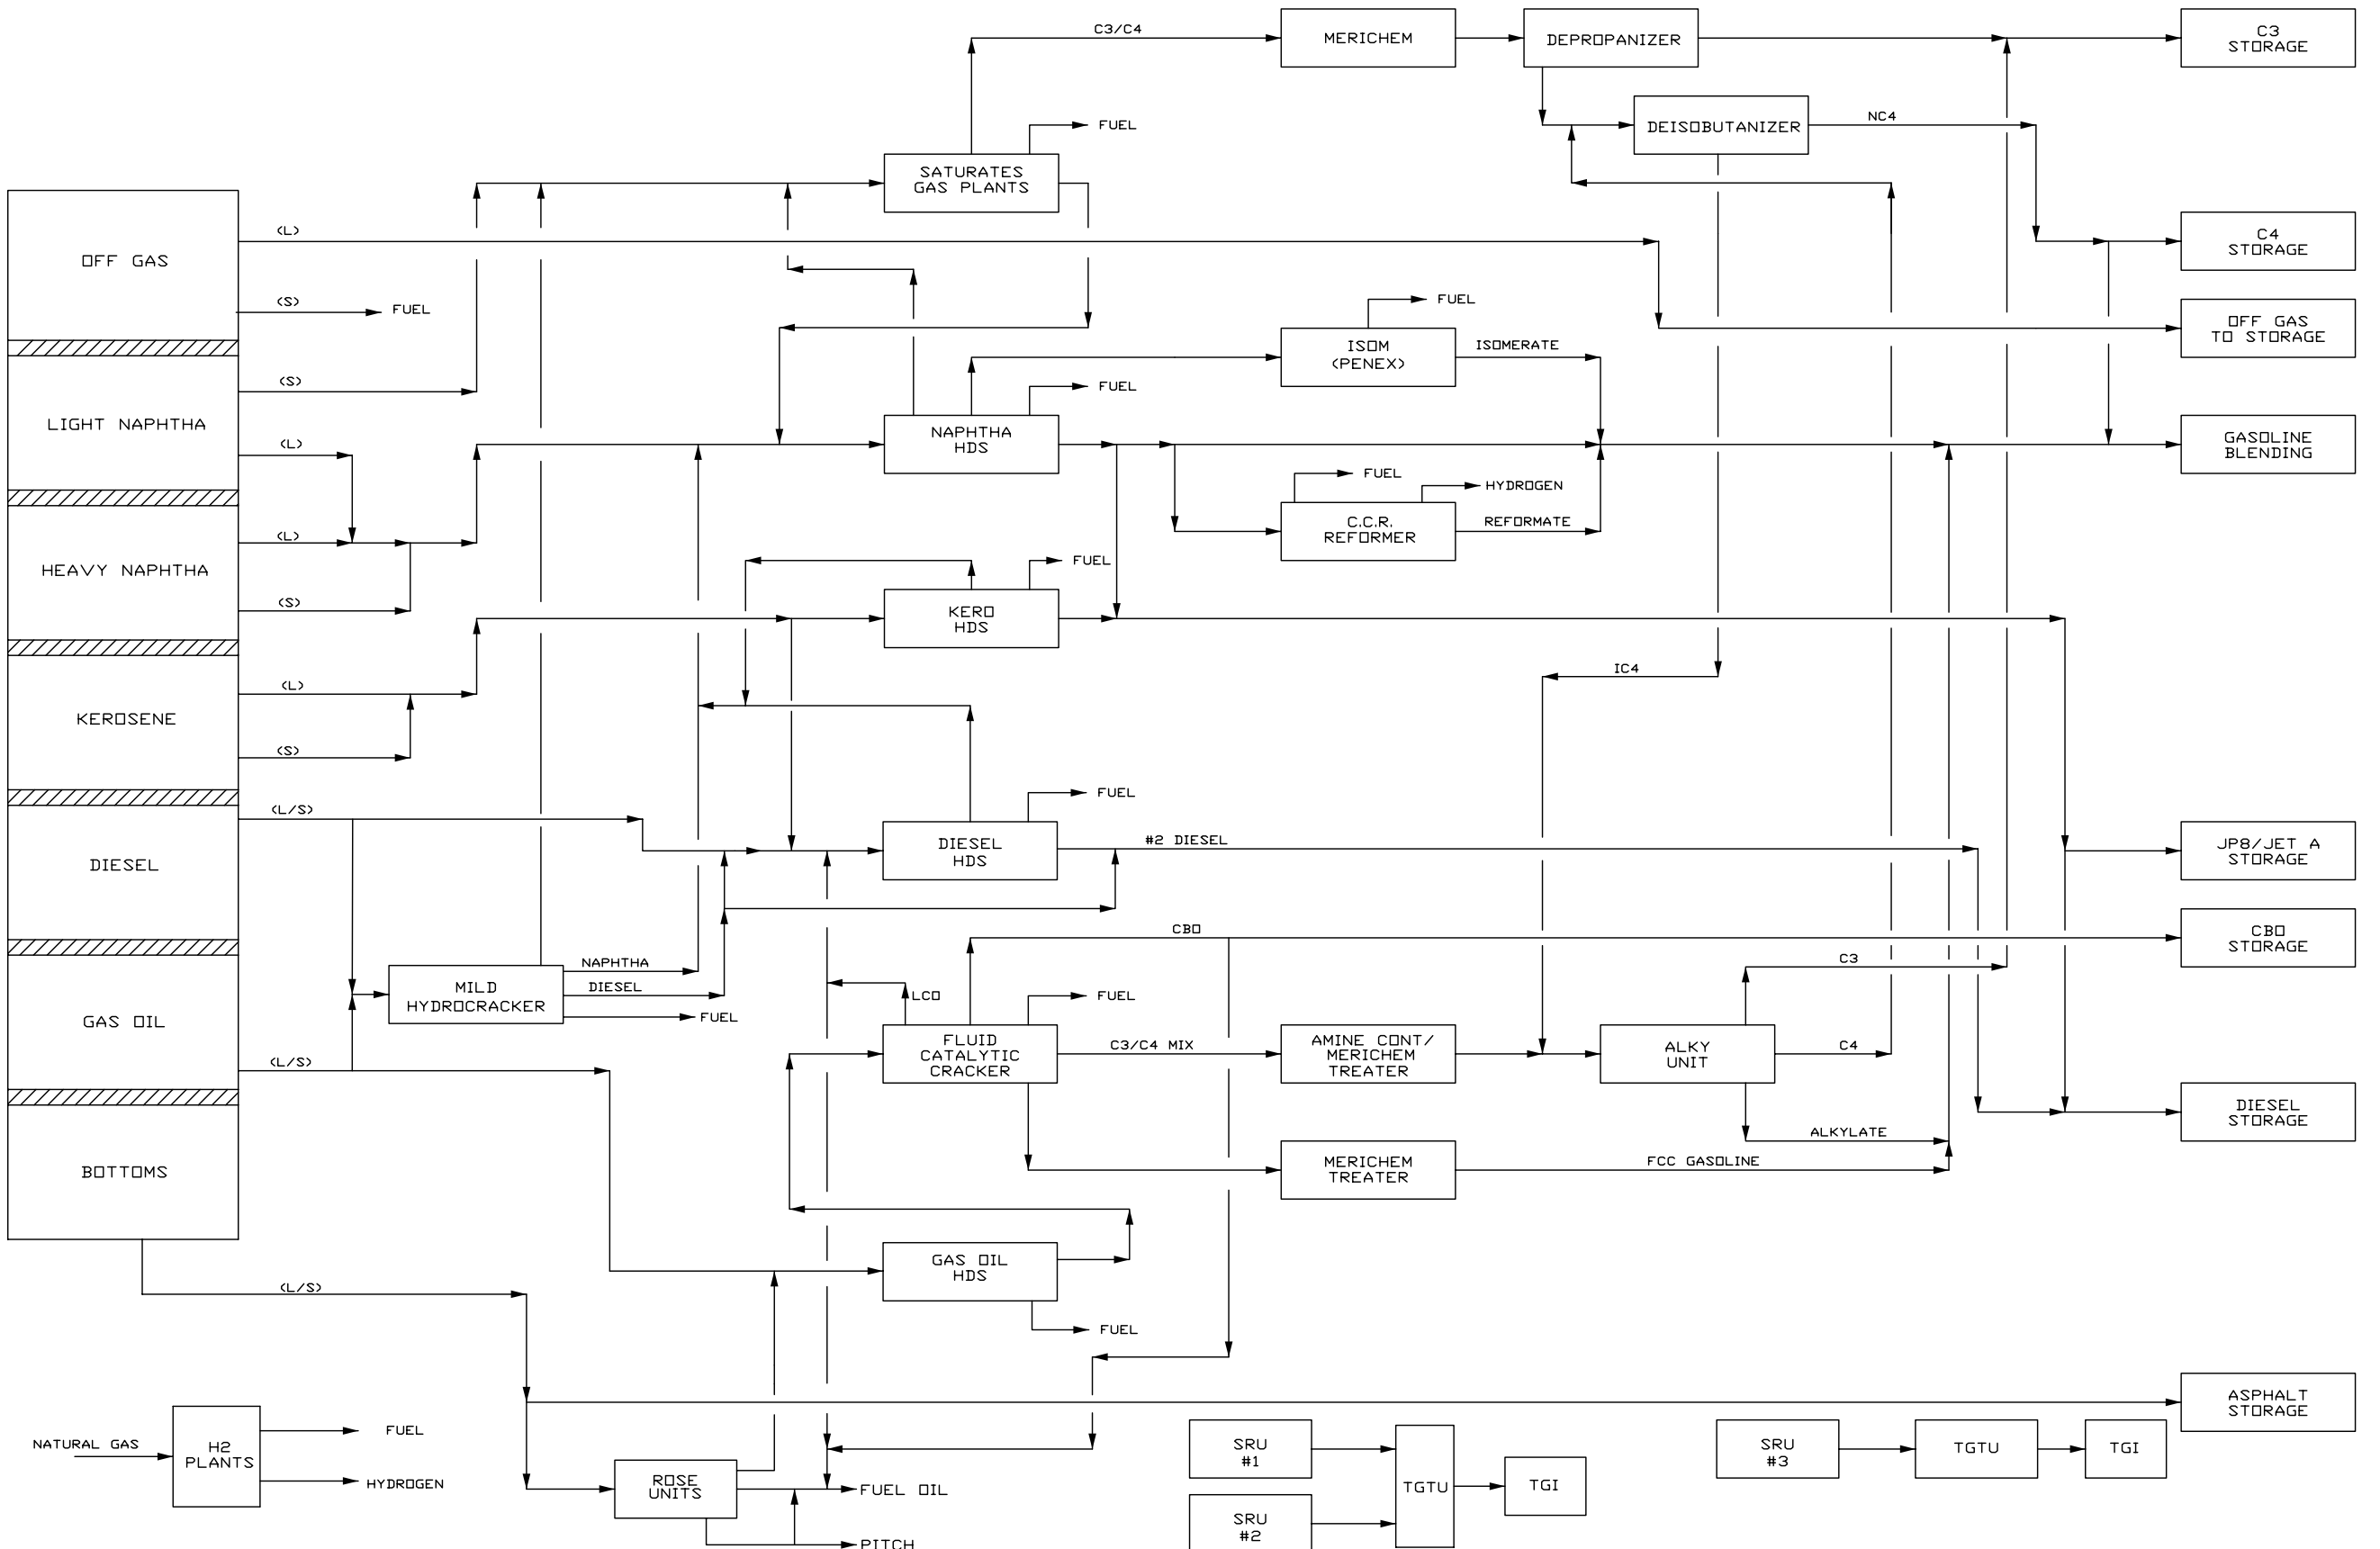 C3/C4
MERICHEM
DEPROPANIZER
C3
STORAGE
FUEL
DEISOBUTANIZER
NC4
SATURATES
GAS PLANTS
OFF GAS
(L)
(S)
FUEL
C4
STORAGE
FUEL
ISOM
(PENEX)
ISOMERATE
OFF GAS
TO STORAGE
LIGHT NAPHTHA
(S)
(L)
FUEL
NAPHTHA
HDS
GASOLINE
BLENDING
FUEL
HYDROGEN
C.C.R.
REFORMER
REFORMATE
HEAVY NAPHTHA
(L)
(S)
FUEL
KERO
HDS
IC4
KEROSENE
(L)
(S)
DIESEL
(L/S)
FUEL
DIESEL
HDS
#2 DIESEL
JP8/JET A
STORAGE
CBO
CBO
STORAGE
C3
GAS OIL
(L/S)
MILD
HYDROCRACKER
NAPHTHA
DIESEL
FUEL
LCO
FUEL
FLUID
CATALYTIC
CRACKER
C3/C4 MIX
AMINE CONT/
MERICHEM
TREATER
ALKY
UNIT
C4
DIESEL
STORAGE
ALKYLATE
BOTTOMS
MERICHEM
TREATER
FCC GASOLINE
GAS OIL
HDS
(L/S)
FUEL
ASPHALT
STORAGE
NATURAL GAS
H2
PLANTS
FUEL
HYDROGEN
ROSE
UNITS
FUEL OIL
PITCH
SRU
#1
SRU
#2
TGTU
TGI
SRU
#3
TGTU
TGI